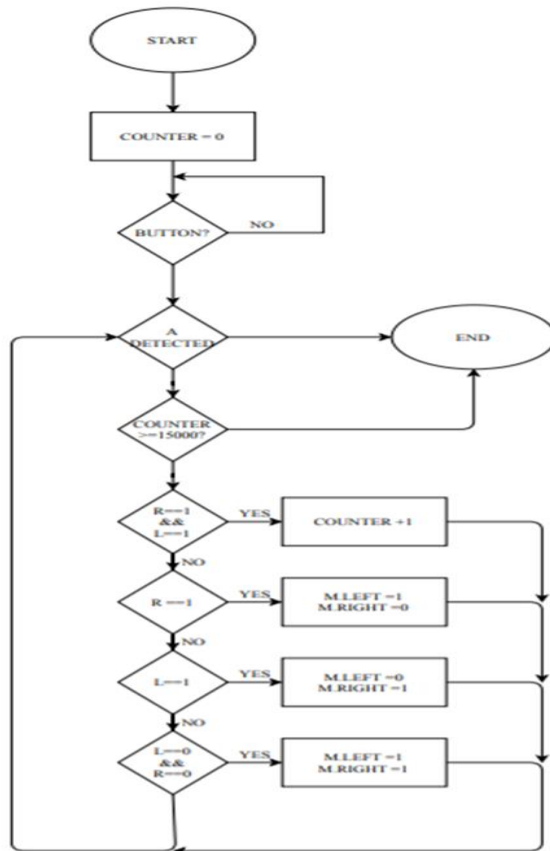 START
COUNTER = 0
BUTTON?
NO
A
DETECTED
END
COUNTER
>=15000?
R==1
&&
L==1
YES
COUNTER +1
NO
R ==1
YES
M.LEFT =1
M.RIGHT =0
NO
L==1
YES
M.LEFT =0
M.RIGHT =1
NO
L==0
&&
R==0
YES
M.LEFT =1
M.RIGHT =1